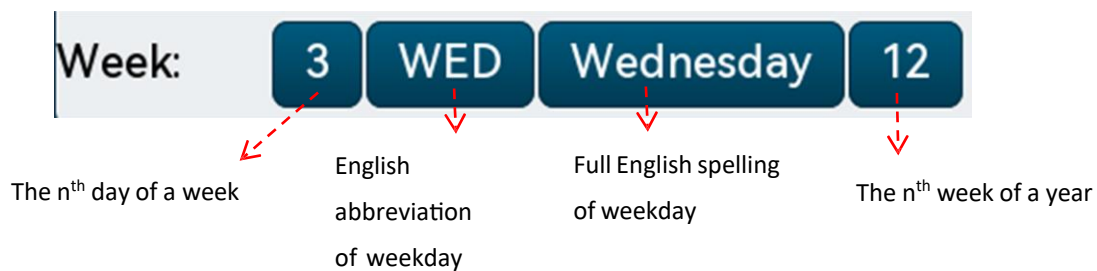 Week: 3 WED Wednesday 12
The nth day of a week
English
abbreviation
of weekday
Full English spelling
of weekday
The nth week of a year